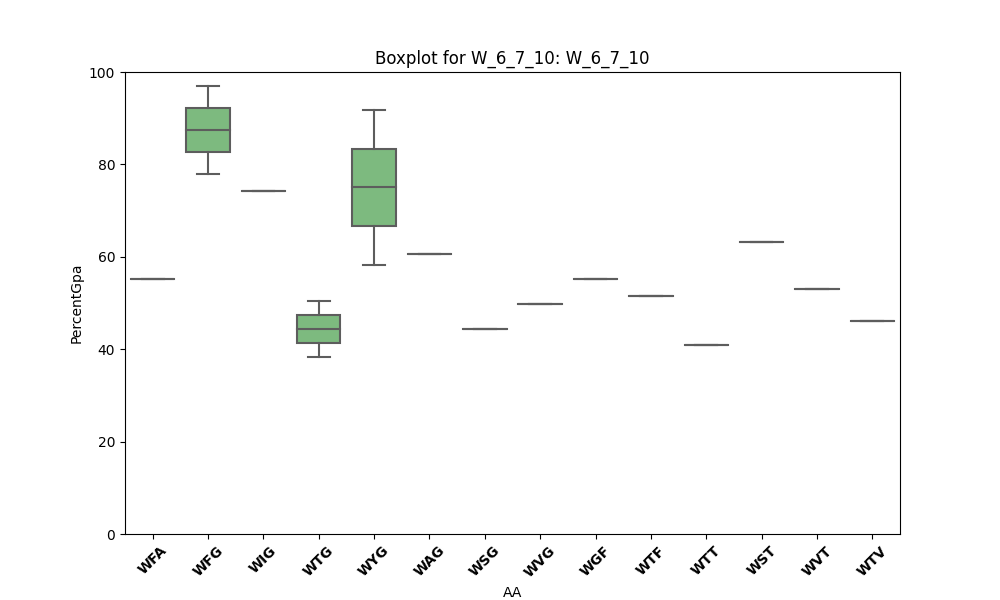 Boxplot for W_6_7_10: W_6_7_10
PercentGpa
100
80
60
40
20
0
WFA WFG WIG WTG WYG WAG WSG WVG WGF WTF WTT WST WVT WTV
AA